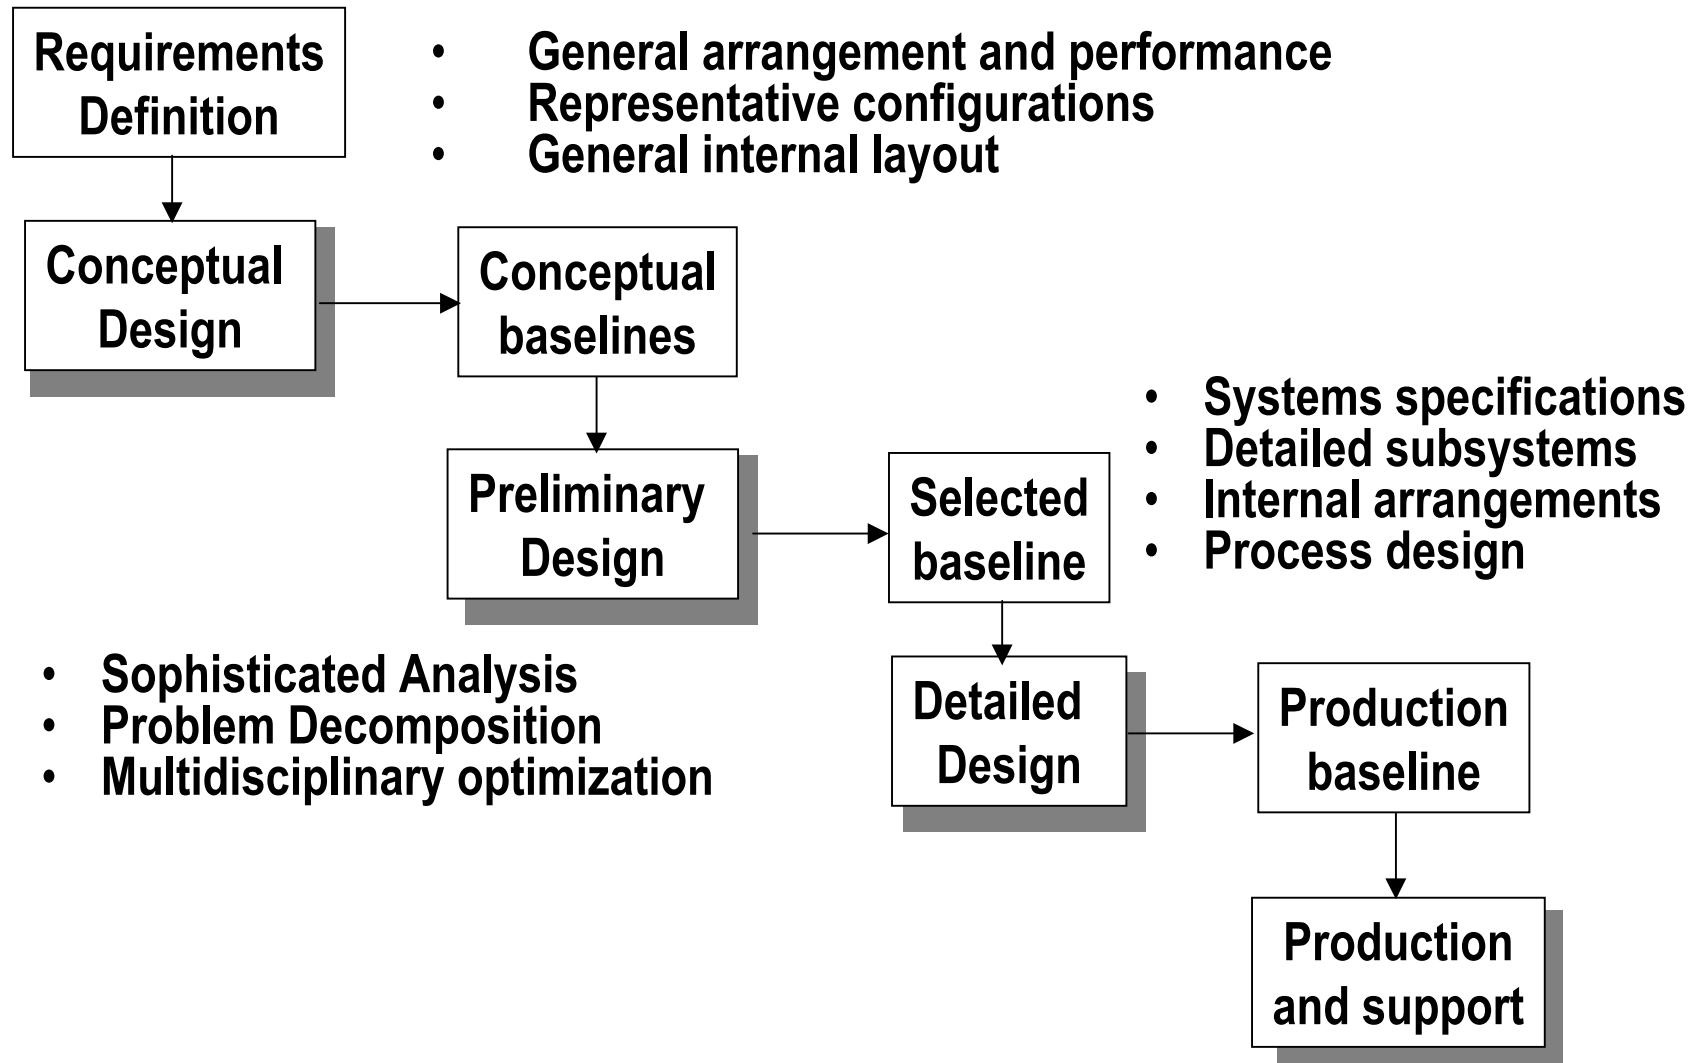 Requirements
Definition
• General arrangement and performance
• Representative configurations
• General internal layout
Conceptual
Design
Conceptual
baselines
• Systems specifications
• Detailed subsystems
• Internal arrangements
• Process design
Preliminary
Design
Selected
baseline
• Sophisticated Analysis
• Problem Decomposition
• Multidisciplinary optimization
Detailed
Design
Production
baseline
Production
and support